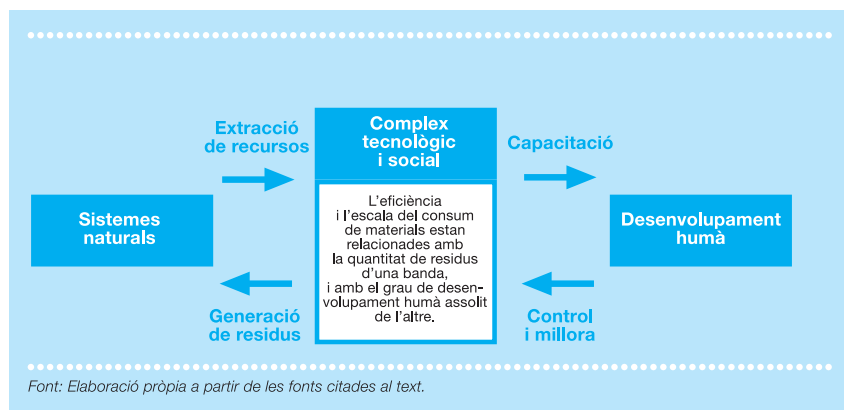 Extracció
de recursos
Complex
tecnològic
i social
Capacitació
Sistemes
naturals
L'eficiència
i l'escala del consum
de materials estan
relacionades amb
la quantitat de residus
d'una banda,
i amb el grau de desen-
volupament humà assolit
de l'altre.
Desenvolupament
humà
Generació
de residus
Control
i millora
Font: Elaboració pròpia a partir de les fonts citades al text.